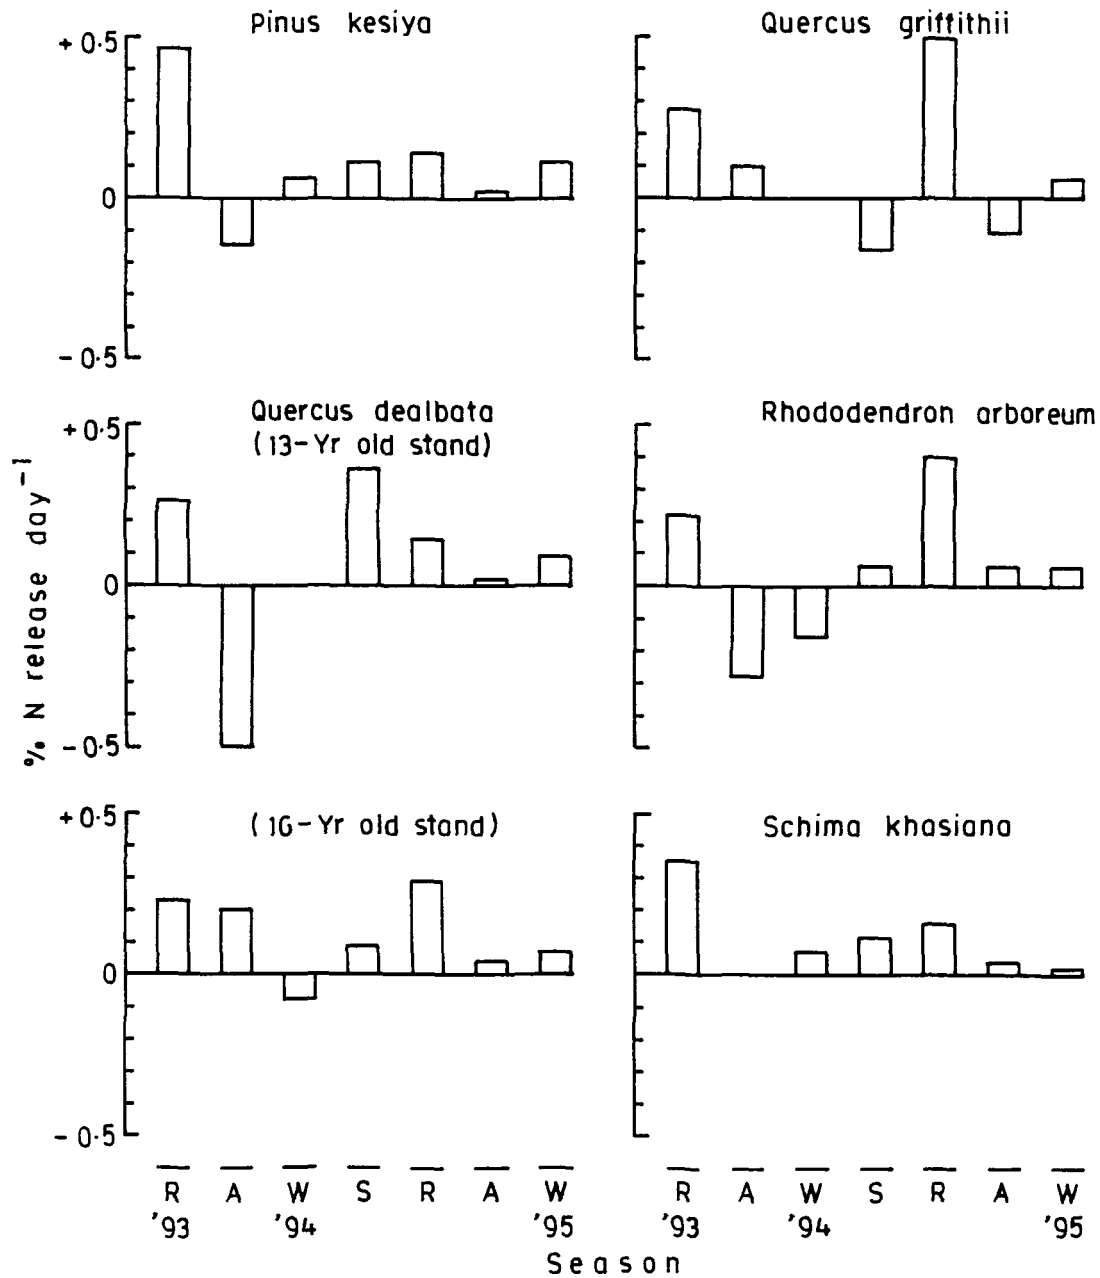 Pinus kesiya
Quercus griffithii
+ 0·5
0
- 0·5
Quercus dealbata
(13-Yr old stand)
Rhododendron arboreum
+ 0·5
0
- 0·5
% N release day⁻¹
(16-Yr old stand)
Schima khasiana
+ 0·5
0
- 0·5
R A W S R A W R A W S R A W
'93 '94 '95 '93 '94 '95
Season